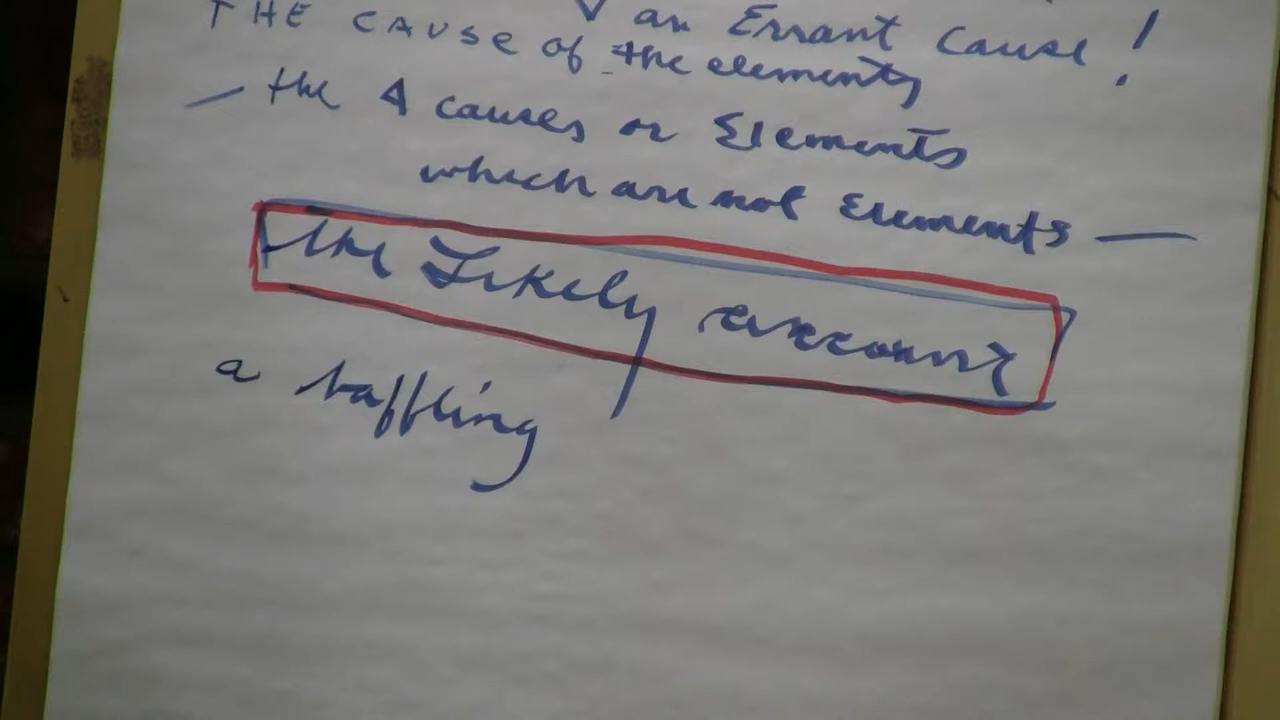 an Errant Cause!
THE CAUSE of the elements
— the 4 causes or Elements
which are not Elements —
the Likely account
a baffling